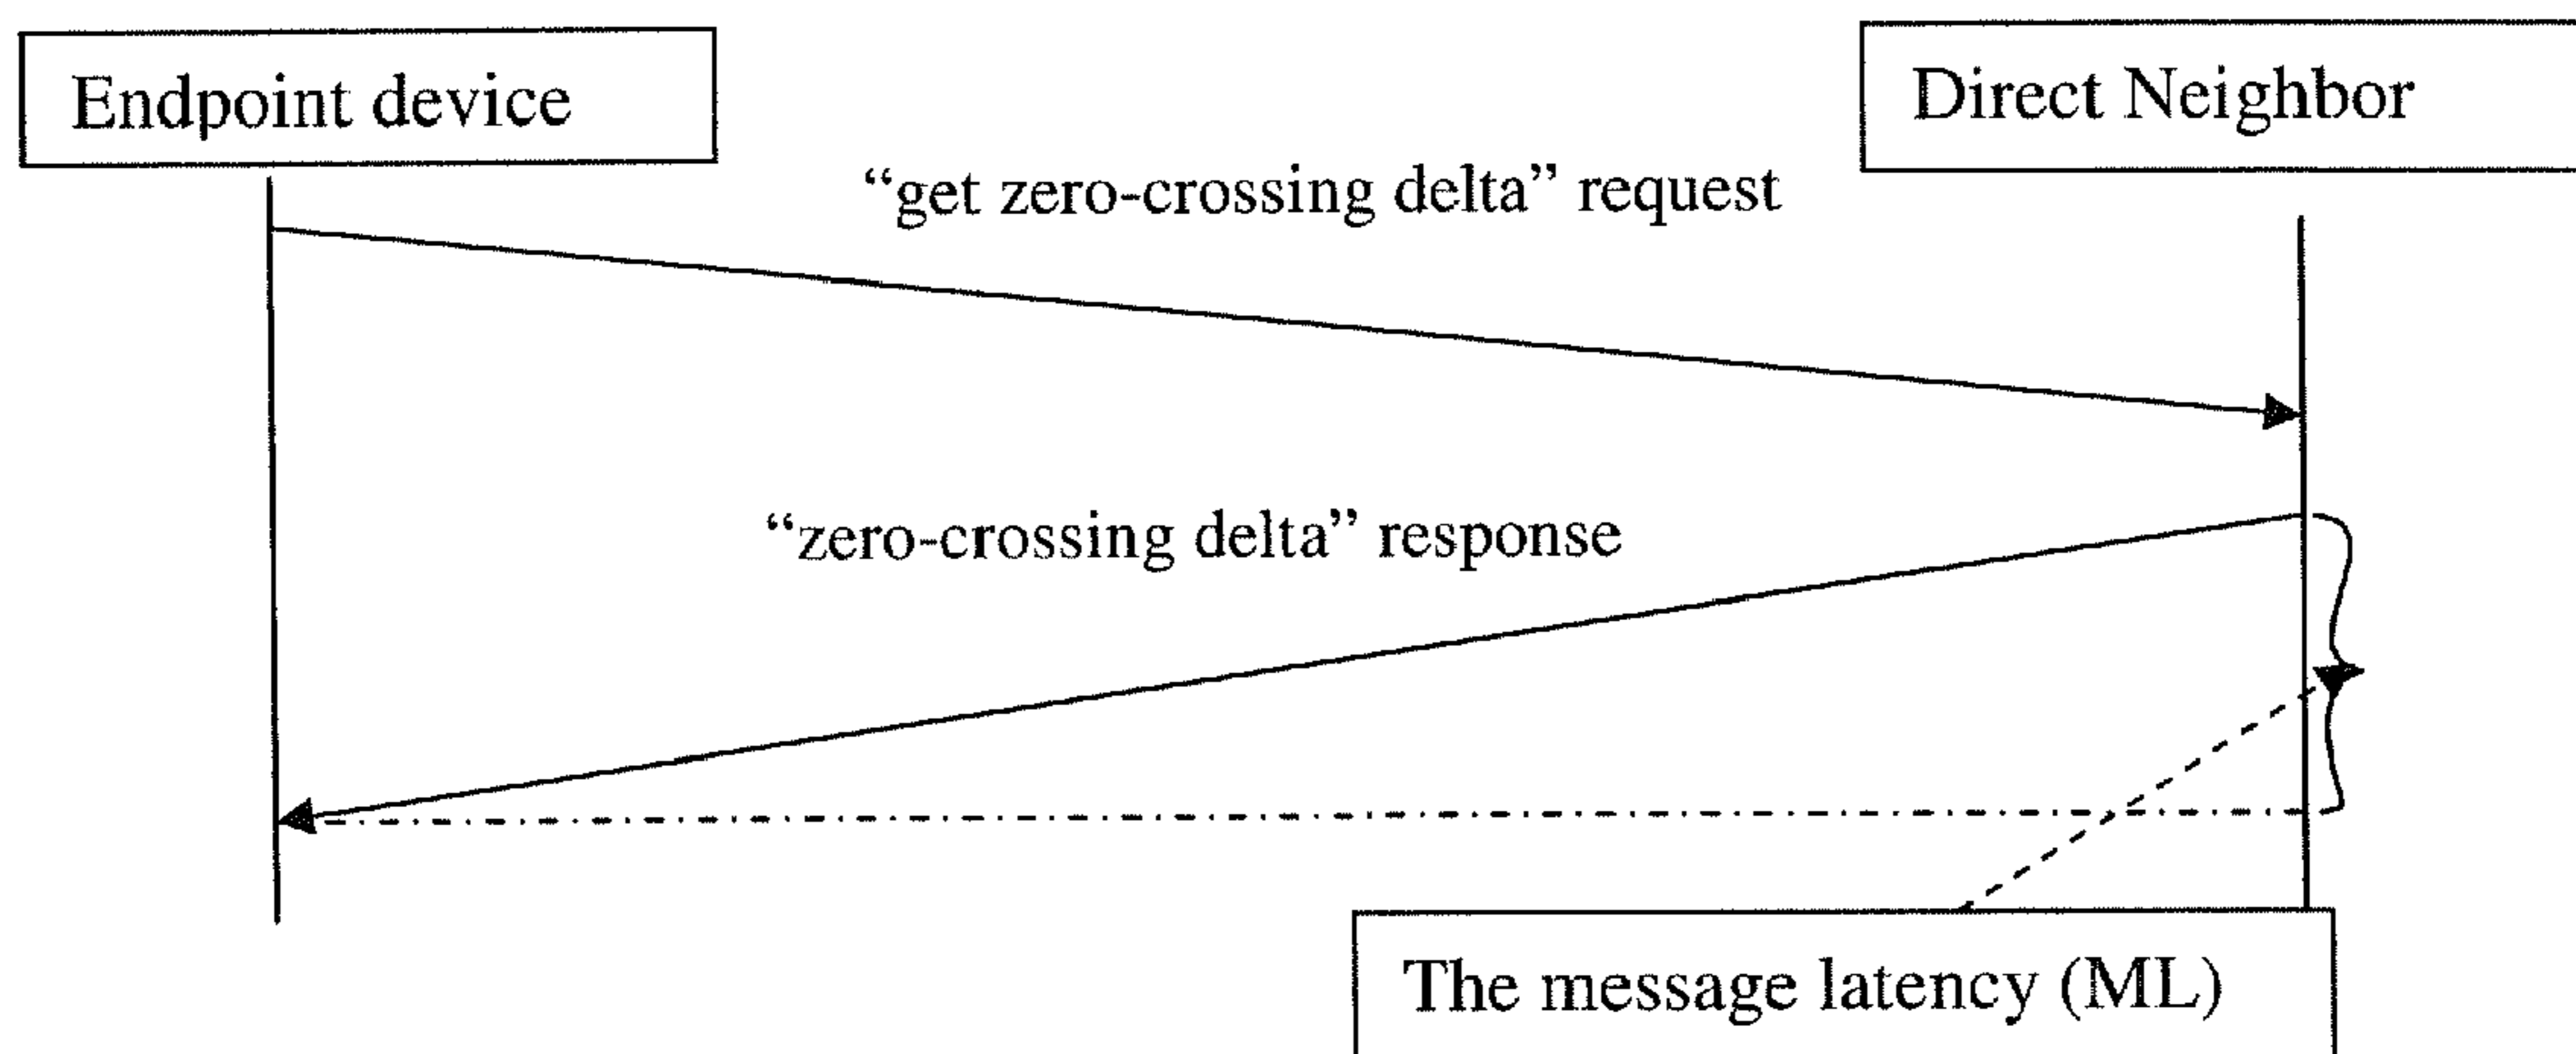 Endpoint device
Direct Neighbor
“get zero-crossing delta” request
“zero-crossing delta” response
The message latency (ML)